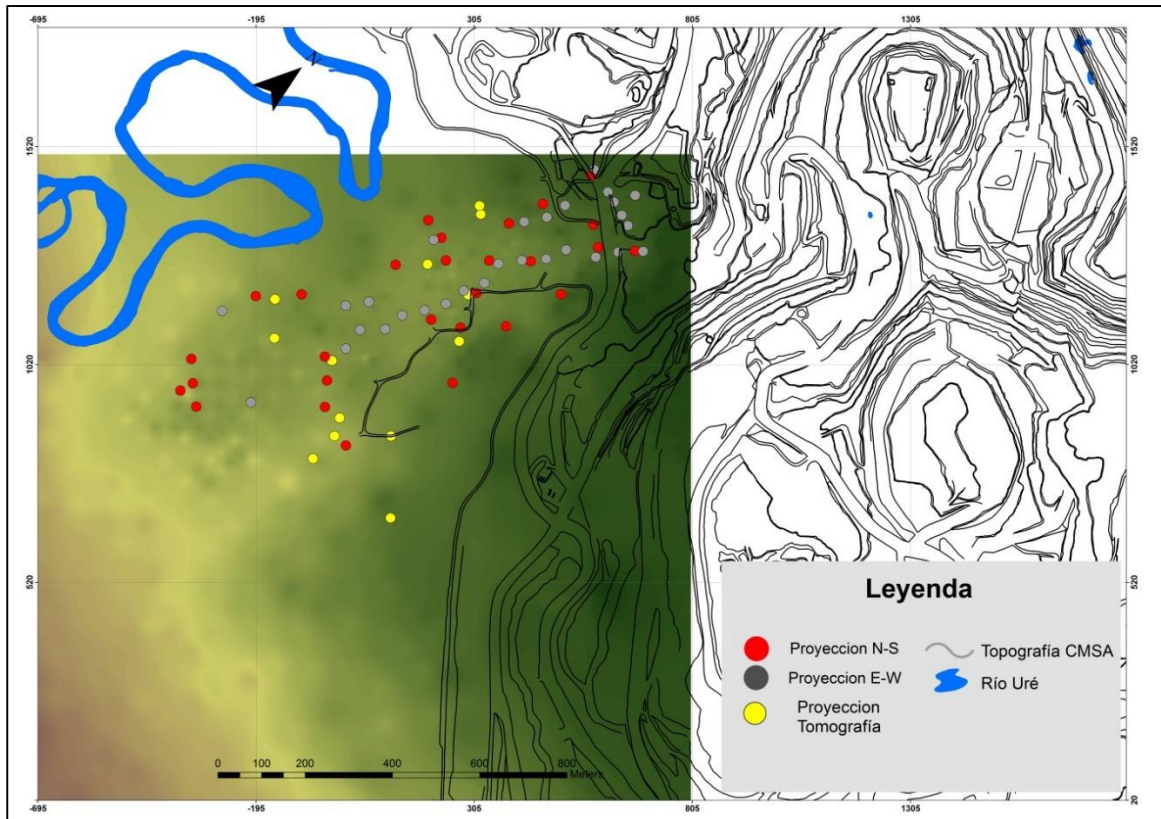 -695 -195 305 805 1305
N
1520 1520
1020 1020
520 520
20
Leyenda
Proyeccion N-S
Topografía CMSA
Proyeccion E-W
Río Uré
Proyeccion
Tomografía
0 100 200 400 600 800
Meters
-695 -195 305 805 1305